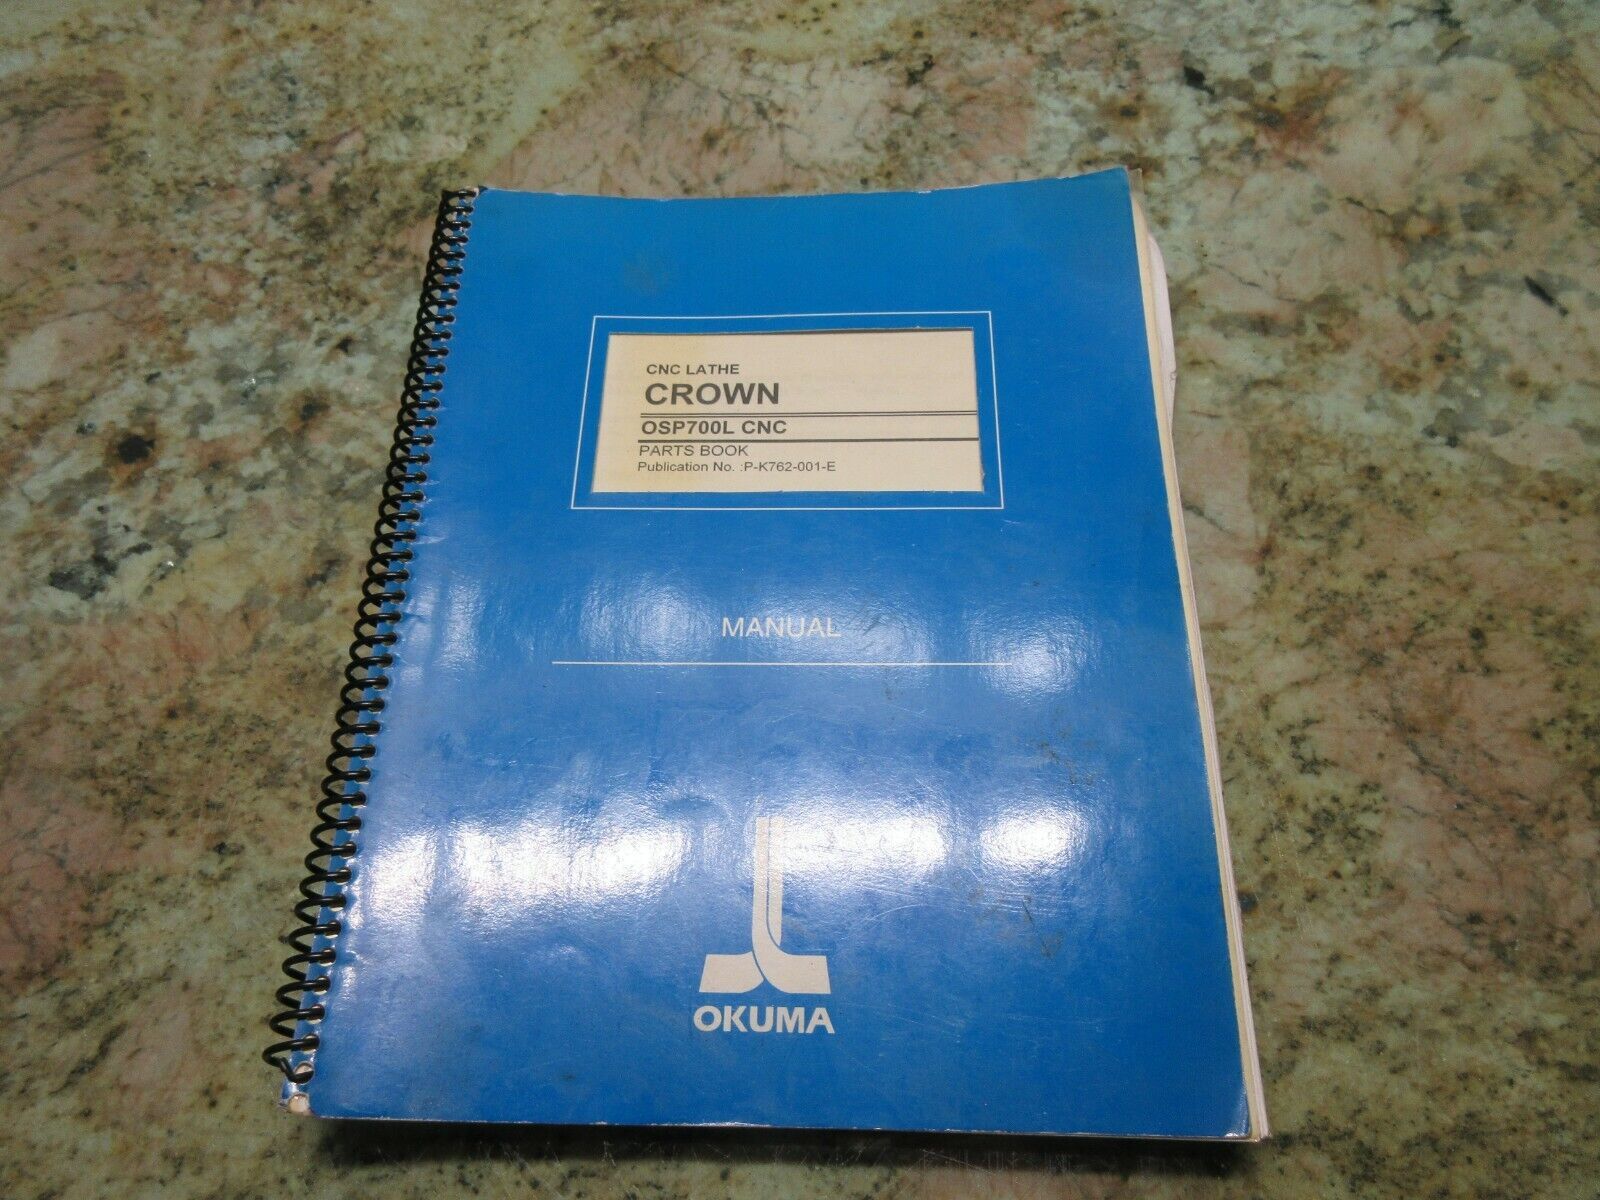 CNC LATHE
CROWN
OSP700L CNC
PARTS BOOK
Publication No. :P-K762-001-E
MANUAL
OKUMA